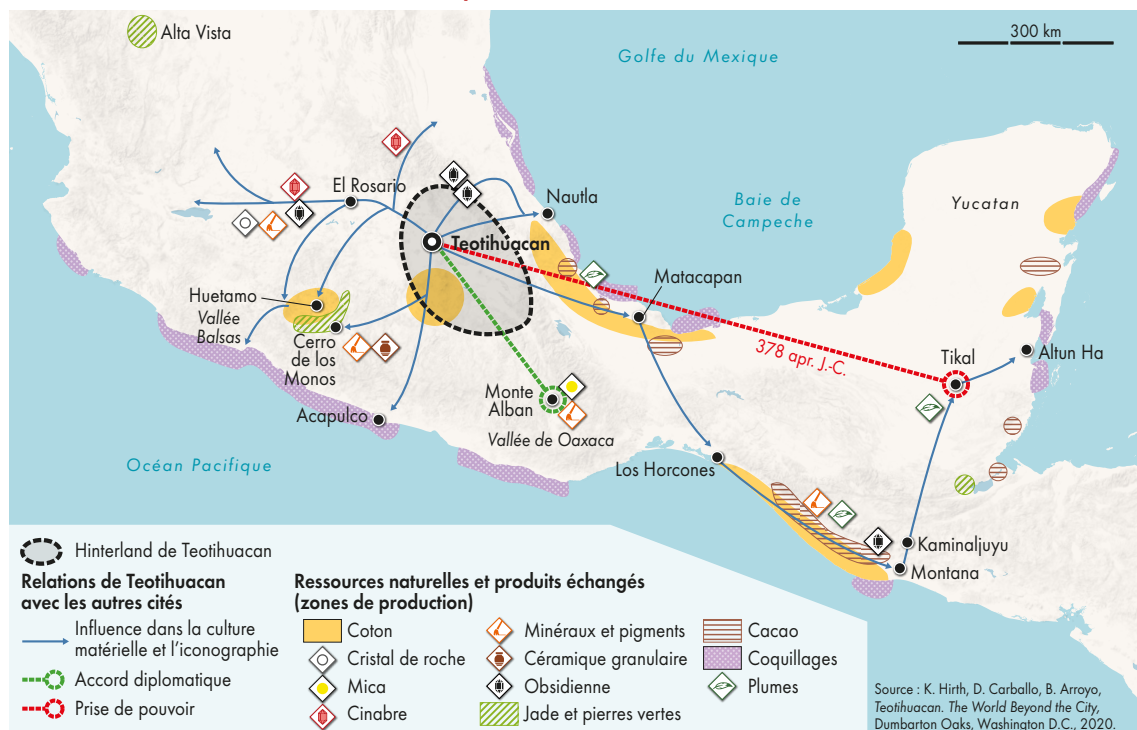 Alta Vista
300 km
Golfe du Mexique
El Rosario
Nautla
Baie de
Campeche
Yucatan
Teotihuacan
Matacapan
Huetamo
Vallée
Balsas
Cerro
de los
Monos
378 apr. J.-C.
Tikal
Altun Ha
Monte
Alban
Acapulco
Vallée de Oaxaca
Océan Pacifique
Los Horcones
Kaminaljuyu
Montana
Hinterland de Teotihuacan
Relations de Teotihuacan
avec les autres cités
Influence dans la culture
matérielle et l'iconographie
Accord diplomatique
Prise de pouvoir
Ressources naturelles et produits échangés
(zones de production)
Coton
Cristal de roche
Mica
Cinabre
Minéraux et pigments
Céramique granulaire
Obsidienne
Jade et pierres vertes
Cacao
Coquillages
Plumes
Source : K. Hirth, D. Carballo, B. Arroyo,
Teotihuacan. The World Beyond the City,
Dumbarton Oaks, Washington D.C., 2020.